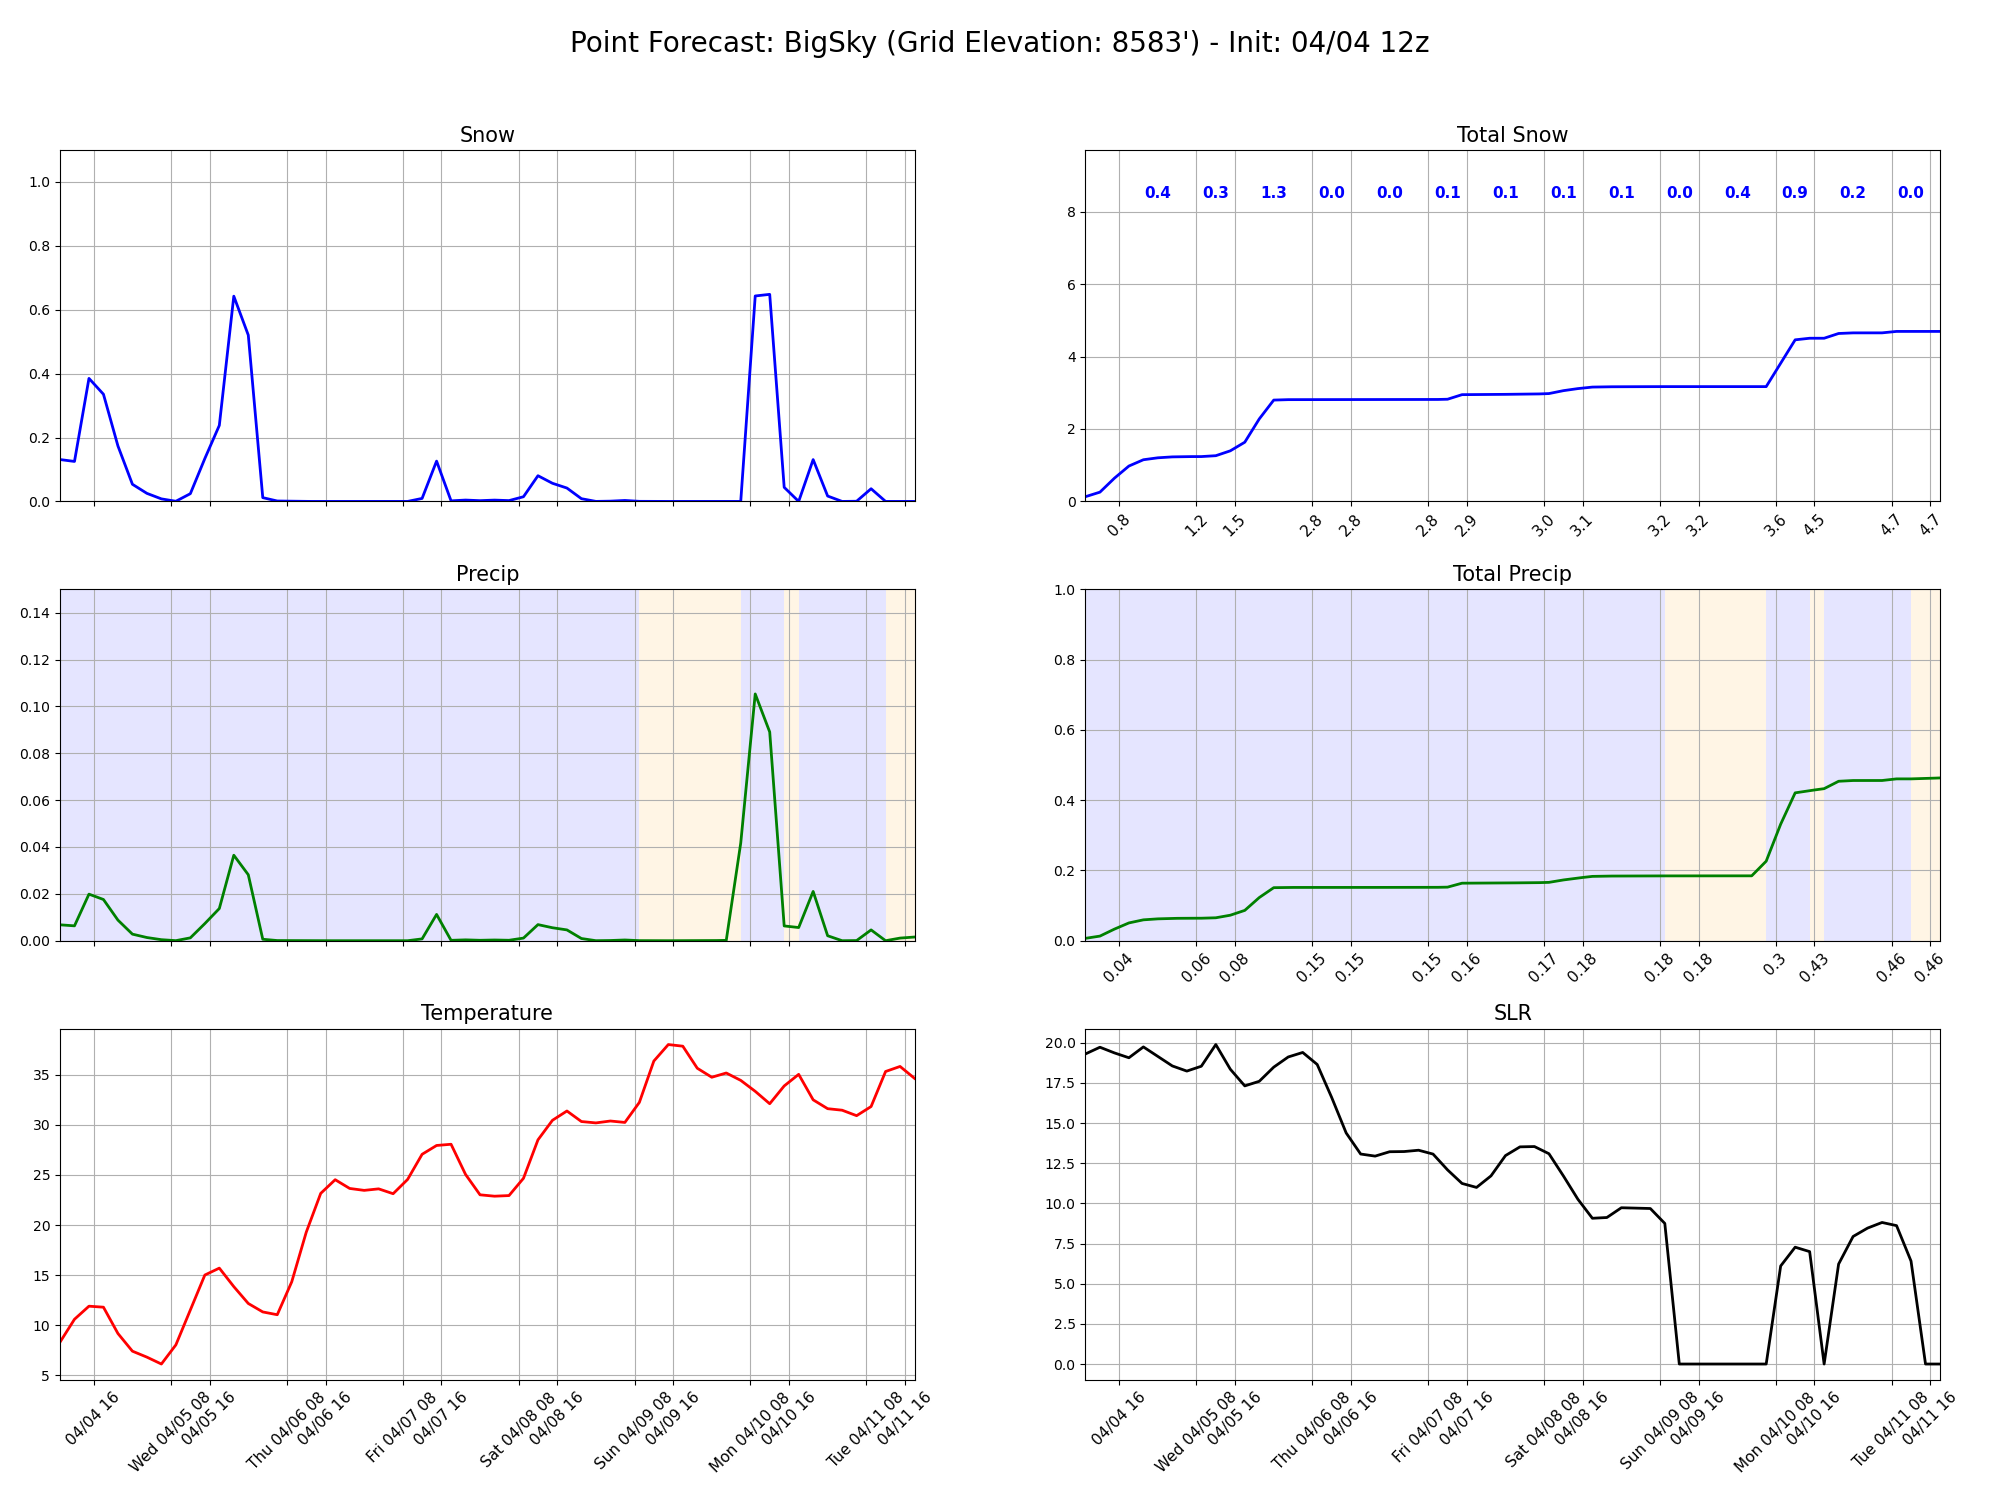 Point Forecast: BigSky (Grid Elevation: 8583') - Init: 04/04 12z
Snow
1.0
0.8
0.6
0.4
0.2
0.0
Total Snow
0.4 0.3 1.3 0.0 0.0 0.1 0.1 0.1 0.1 0.0 0.4 0.9 0.2 0.0
8
6
4
2
0
0.8 1.2 1.5 2.8 2.8 2.8 2.9 3.0 3.1 3.2 3.2 3.6 4.5 4.7 4.7
Precip
0.14
0.12
0.10
0.08
0.06
0.04
0.02
0.00
Total Precip
1.0
0.8
0.6
0.4
0.2
0.0
0.04 0.06 0.08 0.15 0.15 0.15 0.16 0.17 0.18 0.18 0.18 0.3 0.43 0.46 0.46
Temperature
35
30
25
20
15
10
5
04/04 16
Wed 04/05 08
04/05 16
Thu 04/06 08
04/06 16
Fri 04/07 08
04/07 16
Sat 04/08 08
04/08 16
Sun 04/09 08
04/09 16
Mon 04/10 08
04/10 16
Tue 04/11 08
04/11 16
SLR
20.0
17.5
15.0
12.5
10.0
7.5
5.0
2.5
0.0
04/04 16
Wed 04/05 08
04/05 16
Thu 04/06 08
04/06 16
Fri 04/07 08
04/07 16
Sat 04/08 08
04/08 16
Sun 04/09 08
04/09 16
Mon 04/10 08
04/10 16
Tue 04/11 08
04/11 16